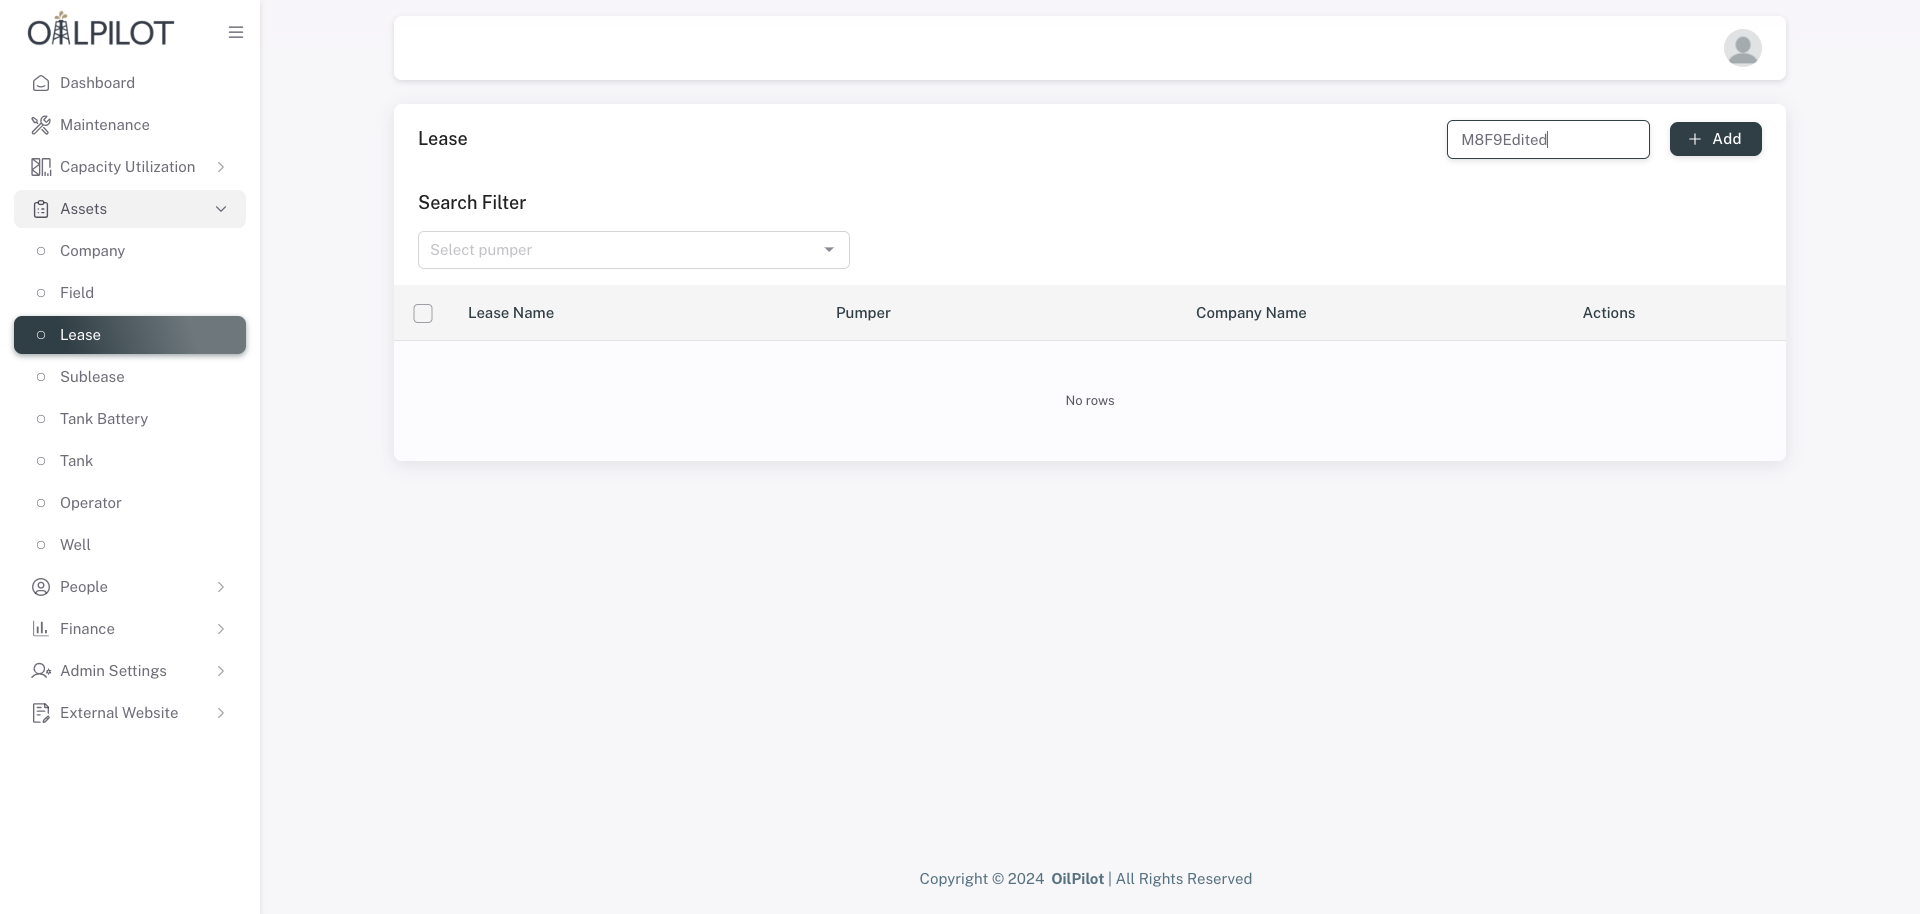 OILPILOT
Dashboard
Maintenance
Capacity Utilization
Assets
Company
Field
Lease
Sublease
Tank Battery
Tank
Operator
Well
People
Finance
Admin Settings
External Website
Lease
M8F9Edited
Add
Search Filter
Select pumper
Lease Name Pumper Company Name Actions
No rows
Copyright © 2024 OilPilot | All Rights Reserved